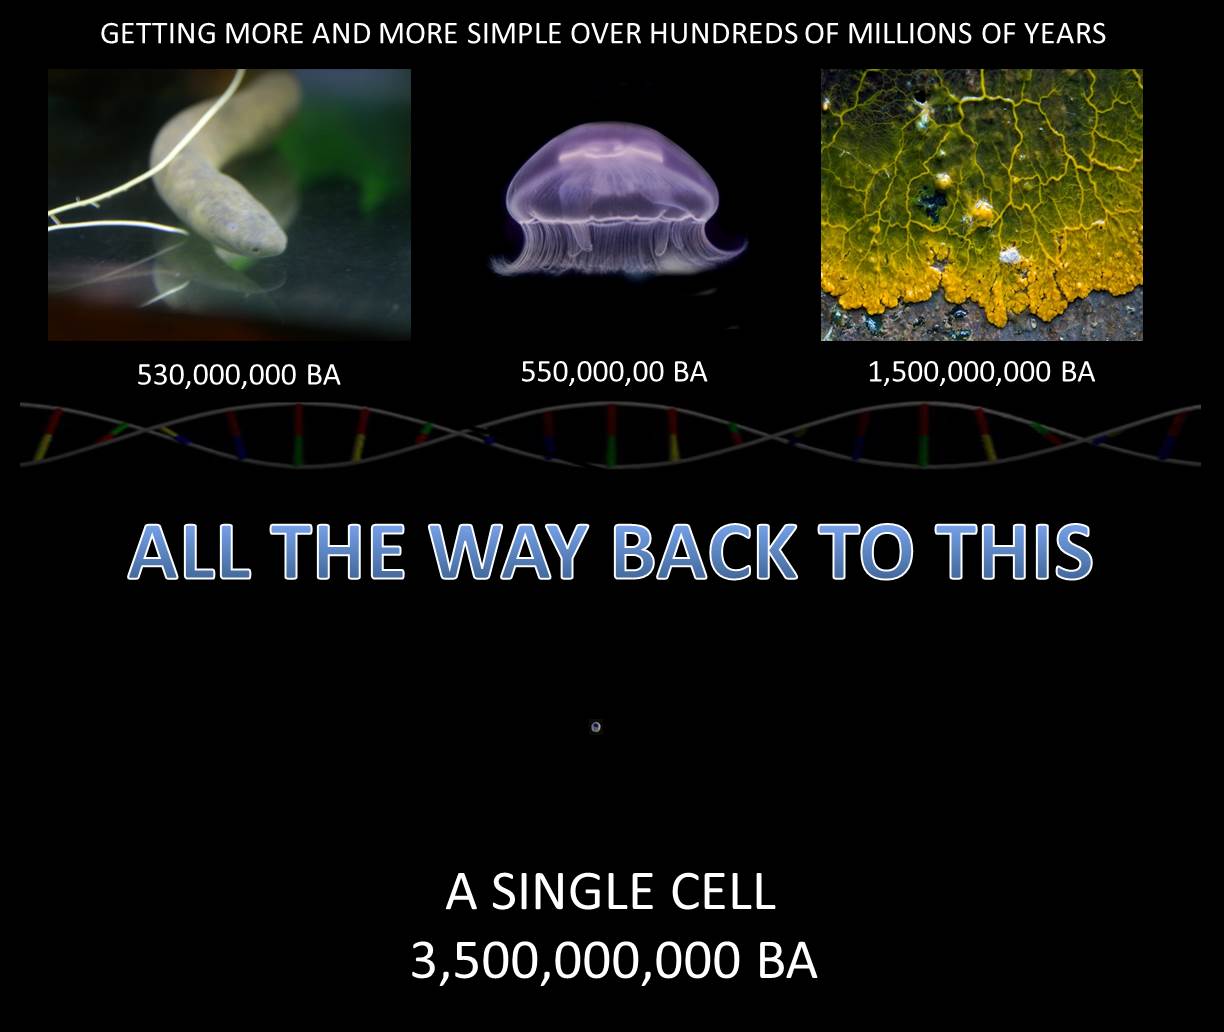 GETTING MORE AND MORE SIMPLE OVER HUNDREDS OF MILLIONS OF YEARS
530,000,000 BA
550,000,00 BA
1,500,000,000 BA
ALL THE WAY BACK TO THIS
A SINGLE CELL
3,500,000,000 BA